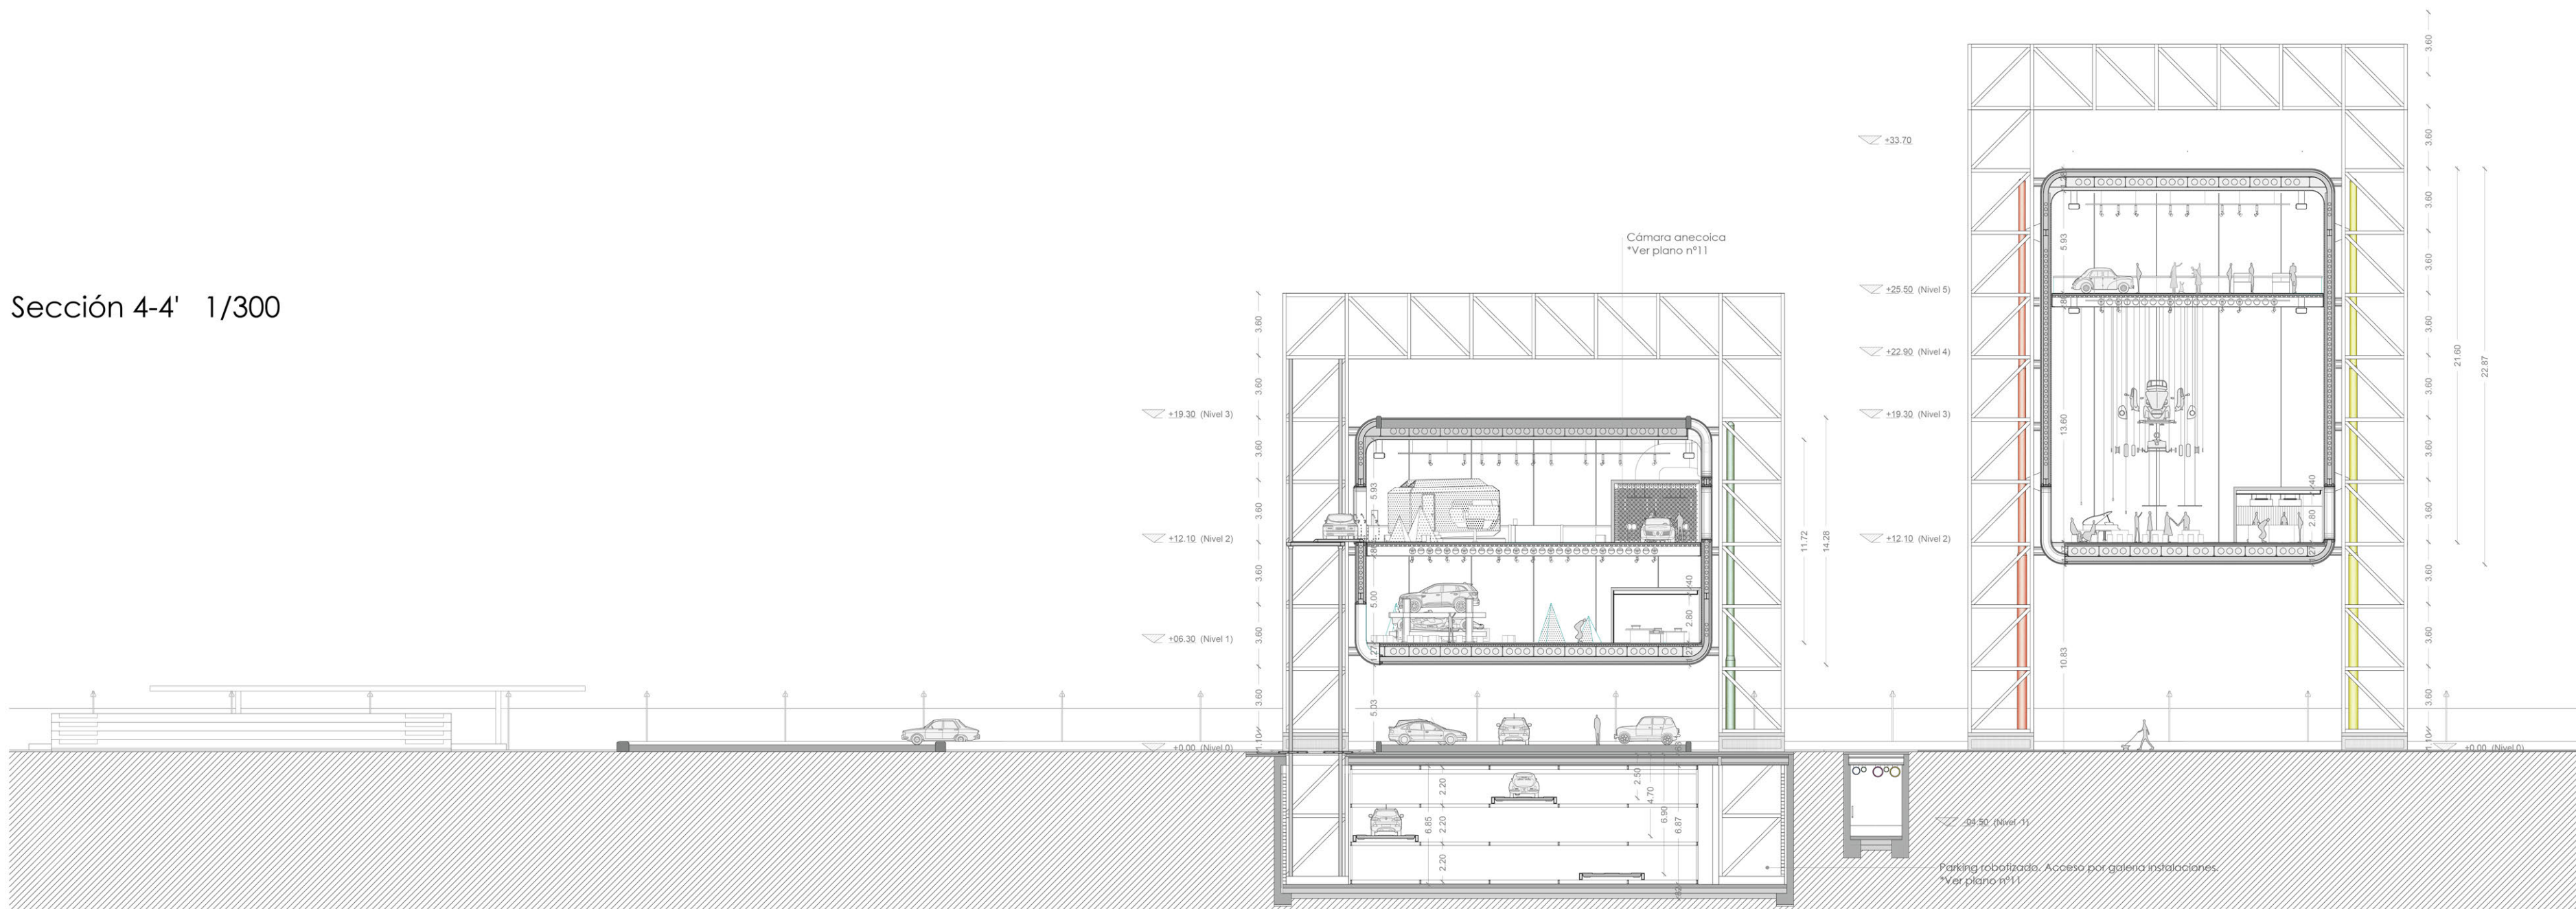 Sección 4-4'   1/300
Cámara anecoica
*Ver plano nº11
+19.30 (Nivel 3)
+12.10 (Nivel 2)
+06.30 (Nivel 1)
+0.00 (Nivel 0)
3.60
3.60
3.60
3.60
3.60
3.60
3.60
1.10
5.93
5.00
1.27
5.03
.40
2.80
11.72
14.28
2.20
2.20
2.20
6.85
2.50
4.70
6.90
6.87
+33.70
+25.50 (Nivel 5)
+22.90 (Nivel 4)
+19.30 (Nivel 3)
+12.10 (Nivel 2)
5.93
13.60
10.83
.40
2.80
3.60
3.60
3.60
3.60
3.60
3.60
3.60
3.60
3.60
3.60
3.60
1.10
21.60
22.87
+0.00 (Nivel 0)
-04.50 (Nivel -1)
Parking robotizado. Acceso por galería instalaciones.
*Ver plano nº11